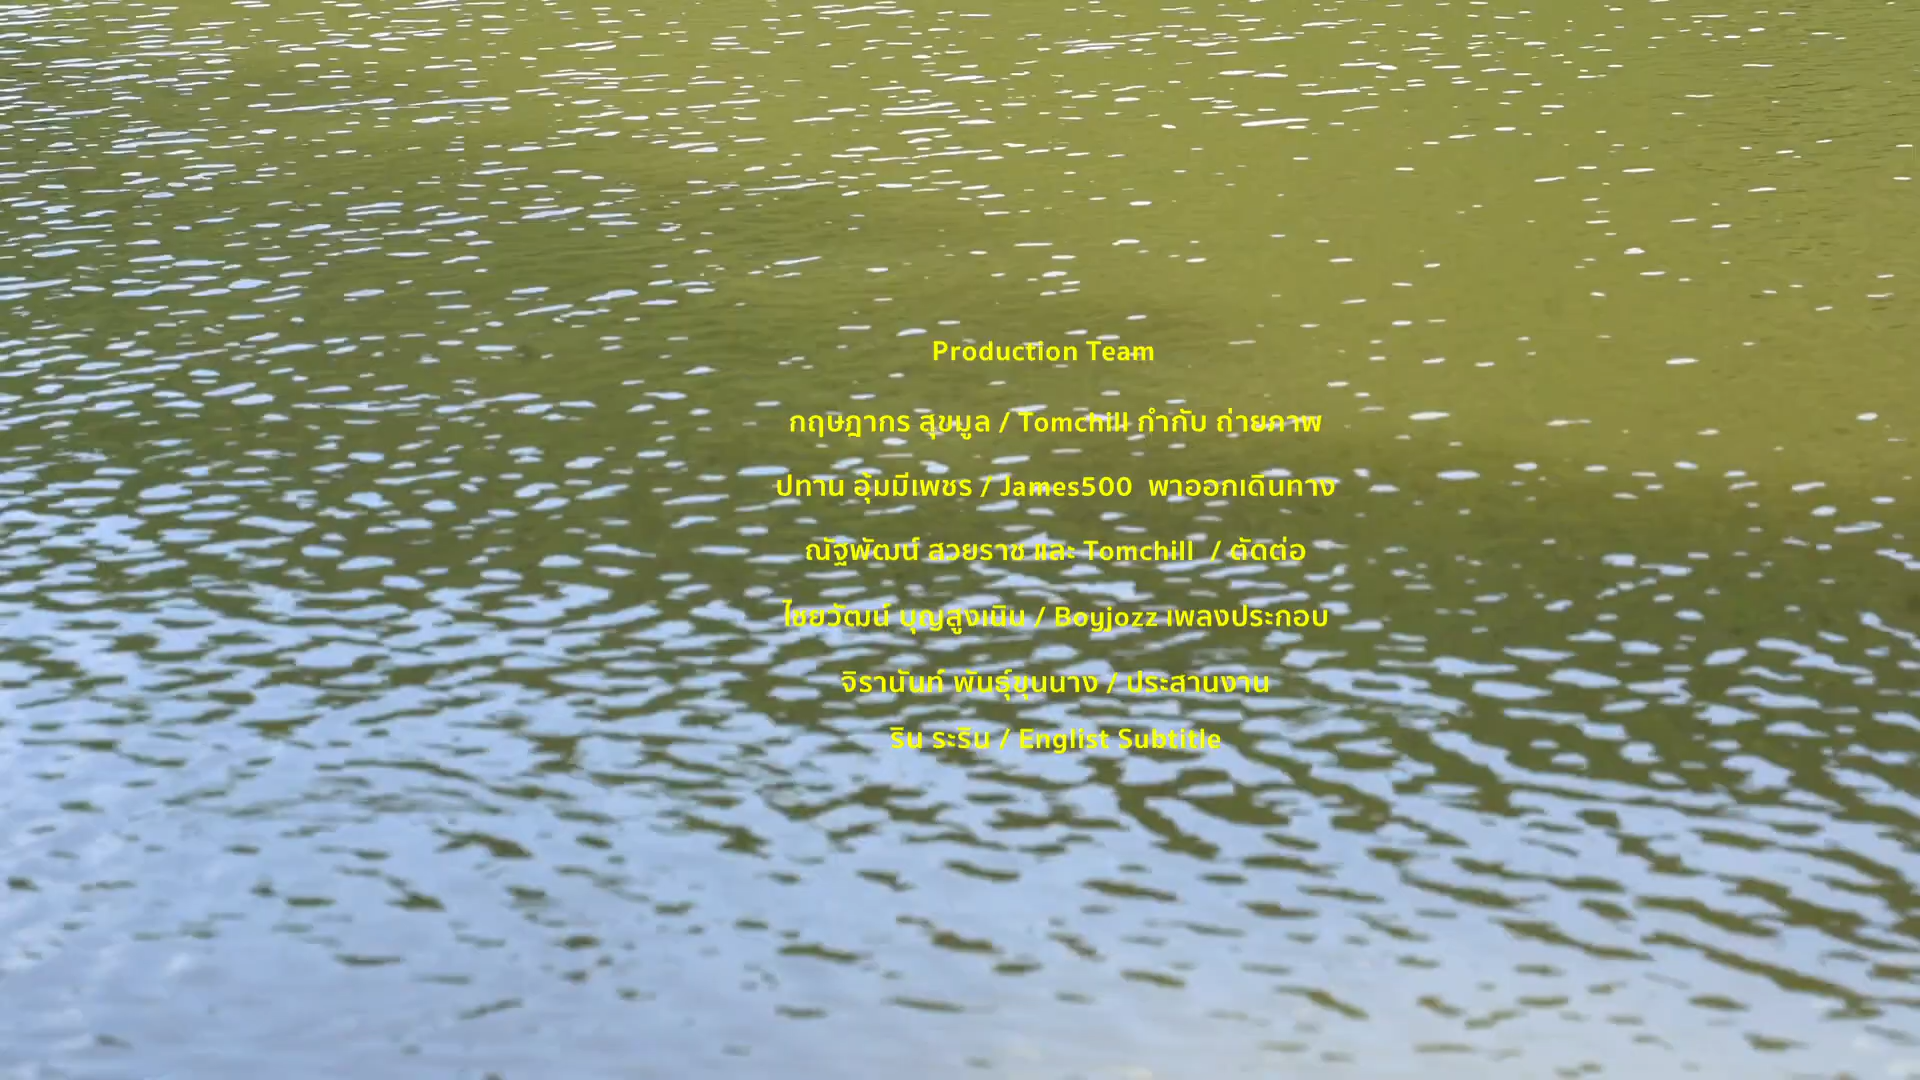 Production Team
กฤษฎากร สุขมูล / Tomchill กำกับ ถ่ายภาพ
ปทาน อุ้มมีเพชร / James500 พาออกเดินทาง
ณัฐพัฒน์ สวยราช และ Tomchill / ตัดต่อ
ไชยวัฒน์ บุญสูงเนิน / Boyjozz เพลงประกอบ
จิรานันท์ พันธุ์ขุนนาง / ประสานงาน
ริน ระริน / Englist Subtitle